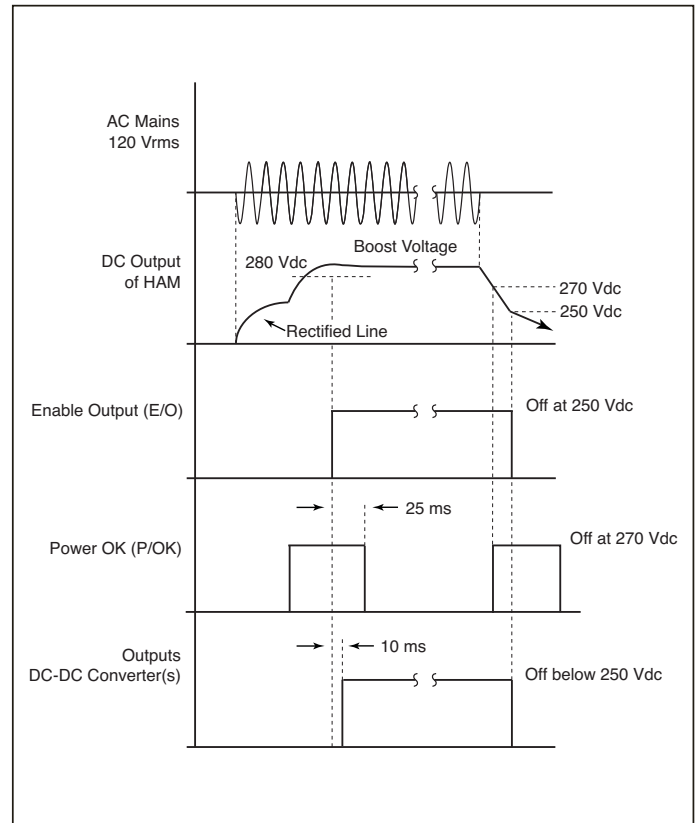 AC Mains
120 Vrms
Boost Voltage
DC Output
of HAM
280 Vdc
270 Vdc
250 Vdc
Rectified Line
Enable Output (E/O)
Off at 250 Vdc
25 ms
Power OK (P/OK)
Off at 270 Vdc
10 ms
Outputs
DC-DC Converter(s)
Off below 250 Vdc